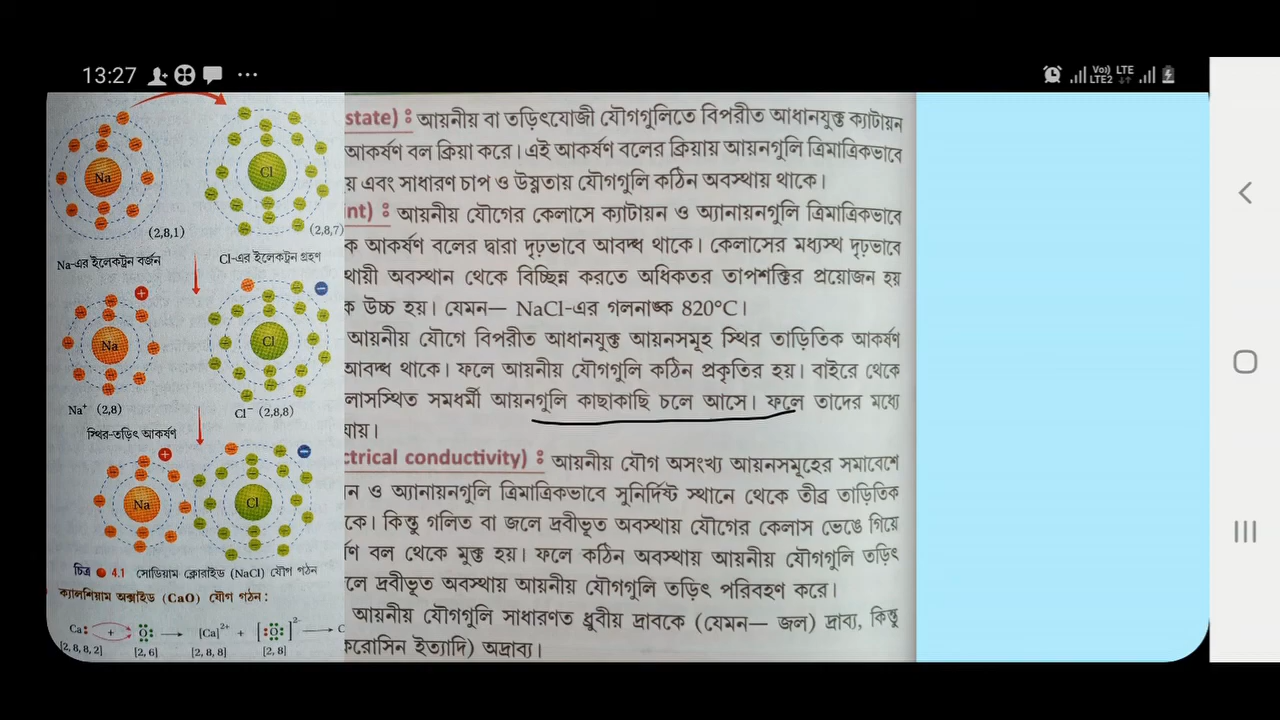 13:27
Vo) LTE
LTE2
Na
Cl
(2,8,1)
(2,8,7)
Na-এর ইলেকট্রন বর্জন
Cl-এর ইলেকট্রন গ্রহণ
Na
Cl
Na⁺ (2,8)
Cl⁻ (2,8,8)
স্থির-তড়িৎ আকর্ষণ
Na
Cl
চিত্র ● 4.1 সোডিয়াম ক্লোরাইড (NaCl) যৌগ গঠন
ক্যালশিয়াম অক্সাইড (CaO) যৌগ গঠন :
Ca + O → [Ca]²⁺ + [O]²⁻ → C
[2, 8, 8, 2] [2, 6] [2, 8, 8] [2, 8]
state) : আয়নীয় বা তড়িৎযোজী যৌগগুলিতে বিপরীত আধানযুক্ত ক্যাটায়ন
আকর্ষণ বল ক্রিয়া করে। এই আকর্ষণ বলের ক্রিয়ায় আয়নগুলি ত্রিমাত্রিকভাবে
য় এবং সাধারণ চাপ ও উষ্ণতায় যৌগগুলি কঠিন অবস্থায় থাকে।
nt) : আয়নীয় যৌগের কেলাসে ক্যাটায়ন ও অ্যানায়নগুলি ত্রিমাত্রিকভাবে
ক আকর্ষণ বলের দ্বারা দৃঢ়ভাবে আবদ্ধ থাকে। কেলাসের মধ্যস্থ দৃঢ়ভাবে
থায়ী অবস্থান থেকে বিচ্ছিন্ন করতে অধিকতর তাপশক্তির প্রয়োজন হয়
ক উচ্চ হয়। যেমন— NaCl-এর গলনাঙ্ক 820°C।
আয়নীয় যৌগে বিপরীত আধানযুক্ত আয়নসমূহ স্থির তাড়িতিক আকর্ষণ
আবদ্ধ থাকে। ফলে আয়নীয় যৌগগুলি কঠিন প্রকৃতির হয়। বাইরে থেকে
লাসস্থিত সমধর্মী আয়নগুলি কাছাকাছি চলে আসে। ফলে তাদের মধ্যে
যায়।
ctrical conductivity) : আয়নীয় যৌগ অসংখ্য আয়নসমূহের সমাবেশে
ন ও অ্যানায়নগুলি ত্রিমাত্রিকভাবে সুনির্দিষ্ট স্থানে থেকে তীব্র তাড়িতিক
কে। কিন্তু গলিত বা জলে দ্রবীভূত অবস্থায় যৌগের কেলাস ভেঙে গিয়ে
র্ষণ বল থেকে মুক্ত হয়। ফলে কঠিন অবস্থায় আয়নীয় যৌগগুলি তড়িৎ
লে দ্রবীভূত অবস্থায় আয়নীয় যৌগগুলি তড়িৎ পরিবহণ করে।
আয়নীয় যৌগগুলি সাধারণত ধ্রুবীয় দ্রাবকে (যেমন— জল) দ্রাব্য, কিন্তু
করোসিন ইত্যাদি) অদ্রাব্য।